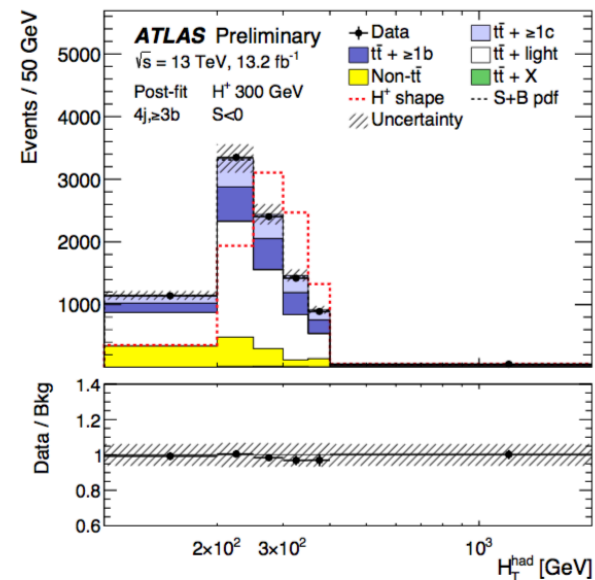 ATLAS Preliminary
√s = 13 TeV, 13.2 fb⁻¹
Post-fit H⁺ 300 GeV
4j,≥3b S<0
Data
tt̄ + ≥1c
tt̄ + ≥1b
tt̄ + light
Non-tt̄
tt̄ + X
H⁺ shape
S+B pdf
Uncertainty
Events / 50 GeV
5000
4000
3000
2000
1000
Data / Bkg
1.4
1.2
1
0.8
0.6
2×10² 3×10² 10³
H_T^had [GeV]